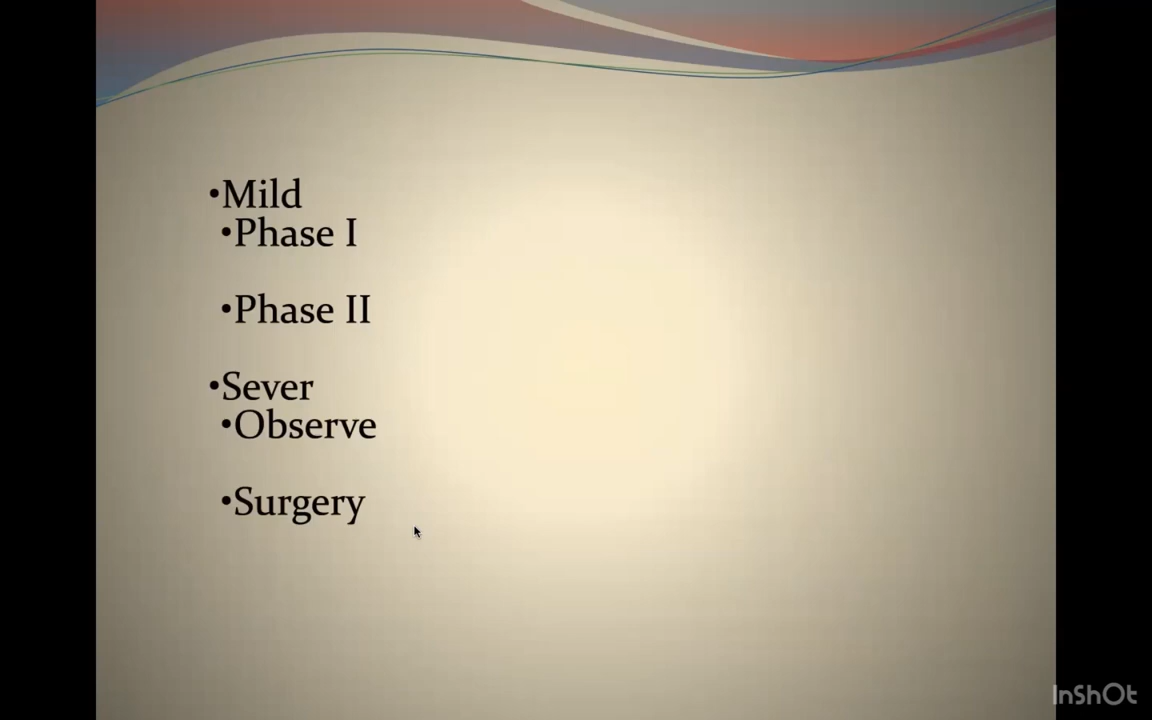 •Mild
•Phase I
•Phase II
•Sever
•Observe
•Surgery
InShOt